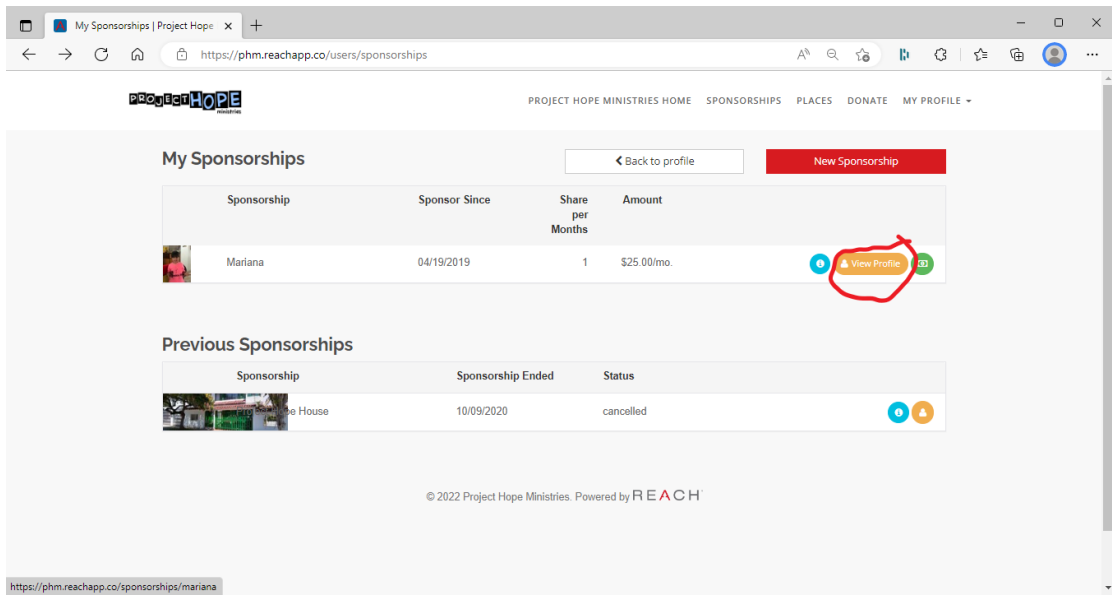 My Sponsorships | Project Hope
https://phm.reachapp.co/users/sponsorships
PROJECT HOPE
ministries
PROJECT HOPE MINISTRIES HOME SPONSORSHIPS PLACES DONATE MY PROFILE
My Sponsorships
Back to profile
New Sponsorship
Sponsorship Sponsor Since Share per Months Amount
Mariana 04/19/2019 1 $25.00/mo.
View Profile
Previous Sponsorships
Sponsorship Sponsorship Ended Status
House 10/09/2020 cancelled
© 2022 Project Hope Ministries. Powered by REACH
https://phm.reachapp.co/sponsorships/mariana